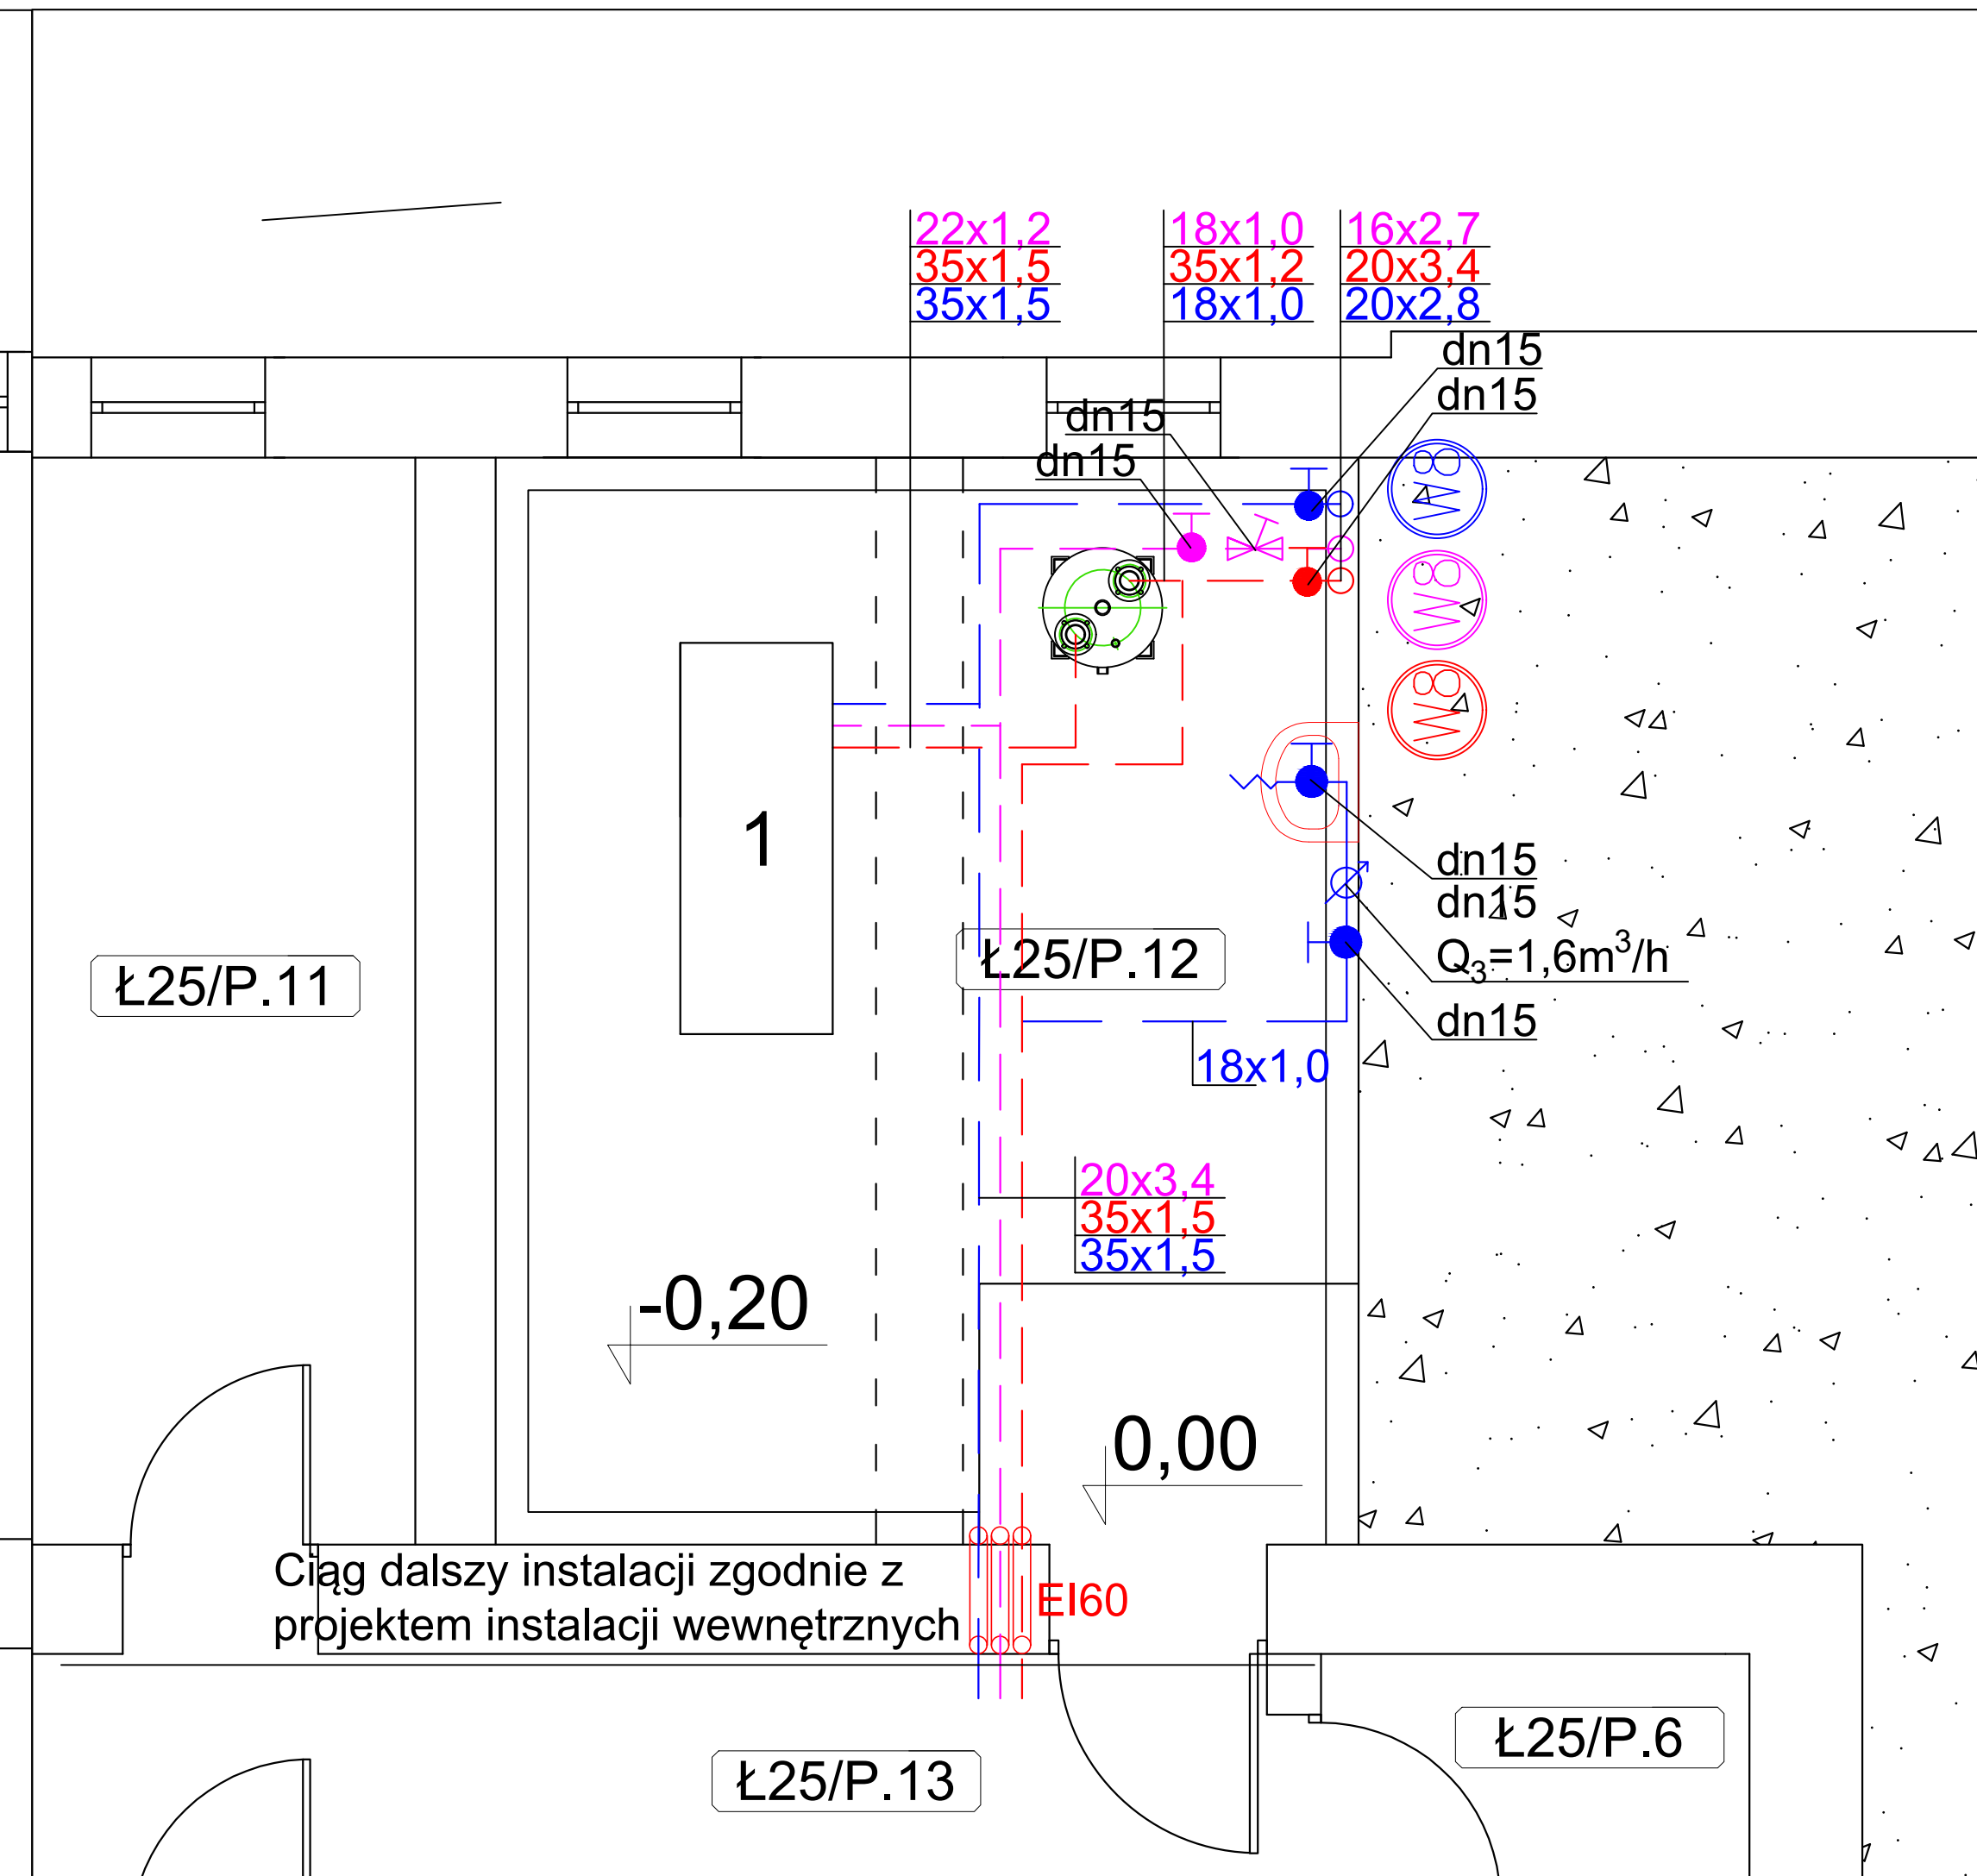 22x1,2
35x1,5
35x1,5
18x1,0
35x1,2
18x1,0
16x2,7
20x3,4
20x2,8
dn15
dn15
dn15
dn15
W8
W8
W8
1
dn15
dn15
Q₃=1,6m³/h
dn15
Ł25/P.11
Ł25/P.12
18x1,0
20x3,4
35x1,5
35x1,5
-0,20
0,00
Ciąg dalszy instalacji zgodnie z
projektem instalacji wewnętrznych
EI60
Ł25/P.13
Ł25/P.6